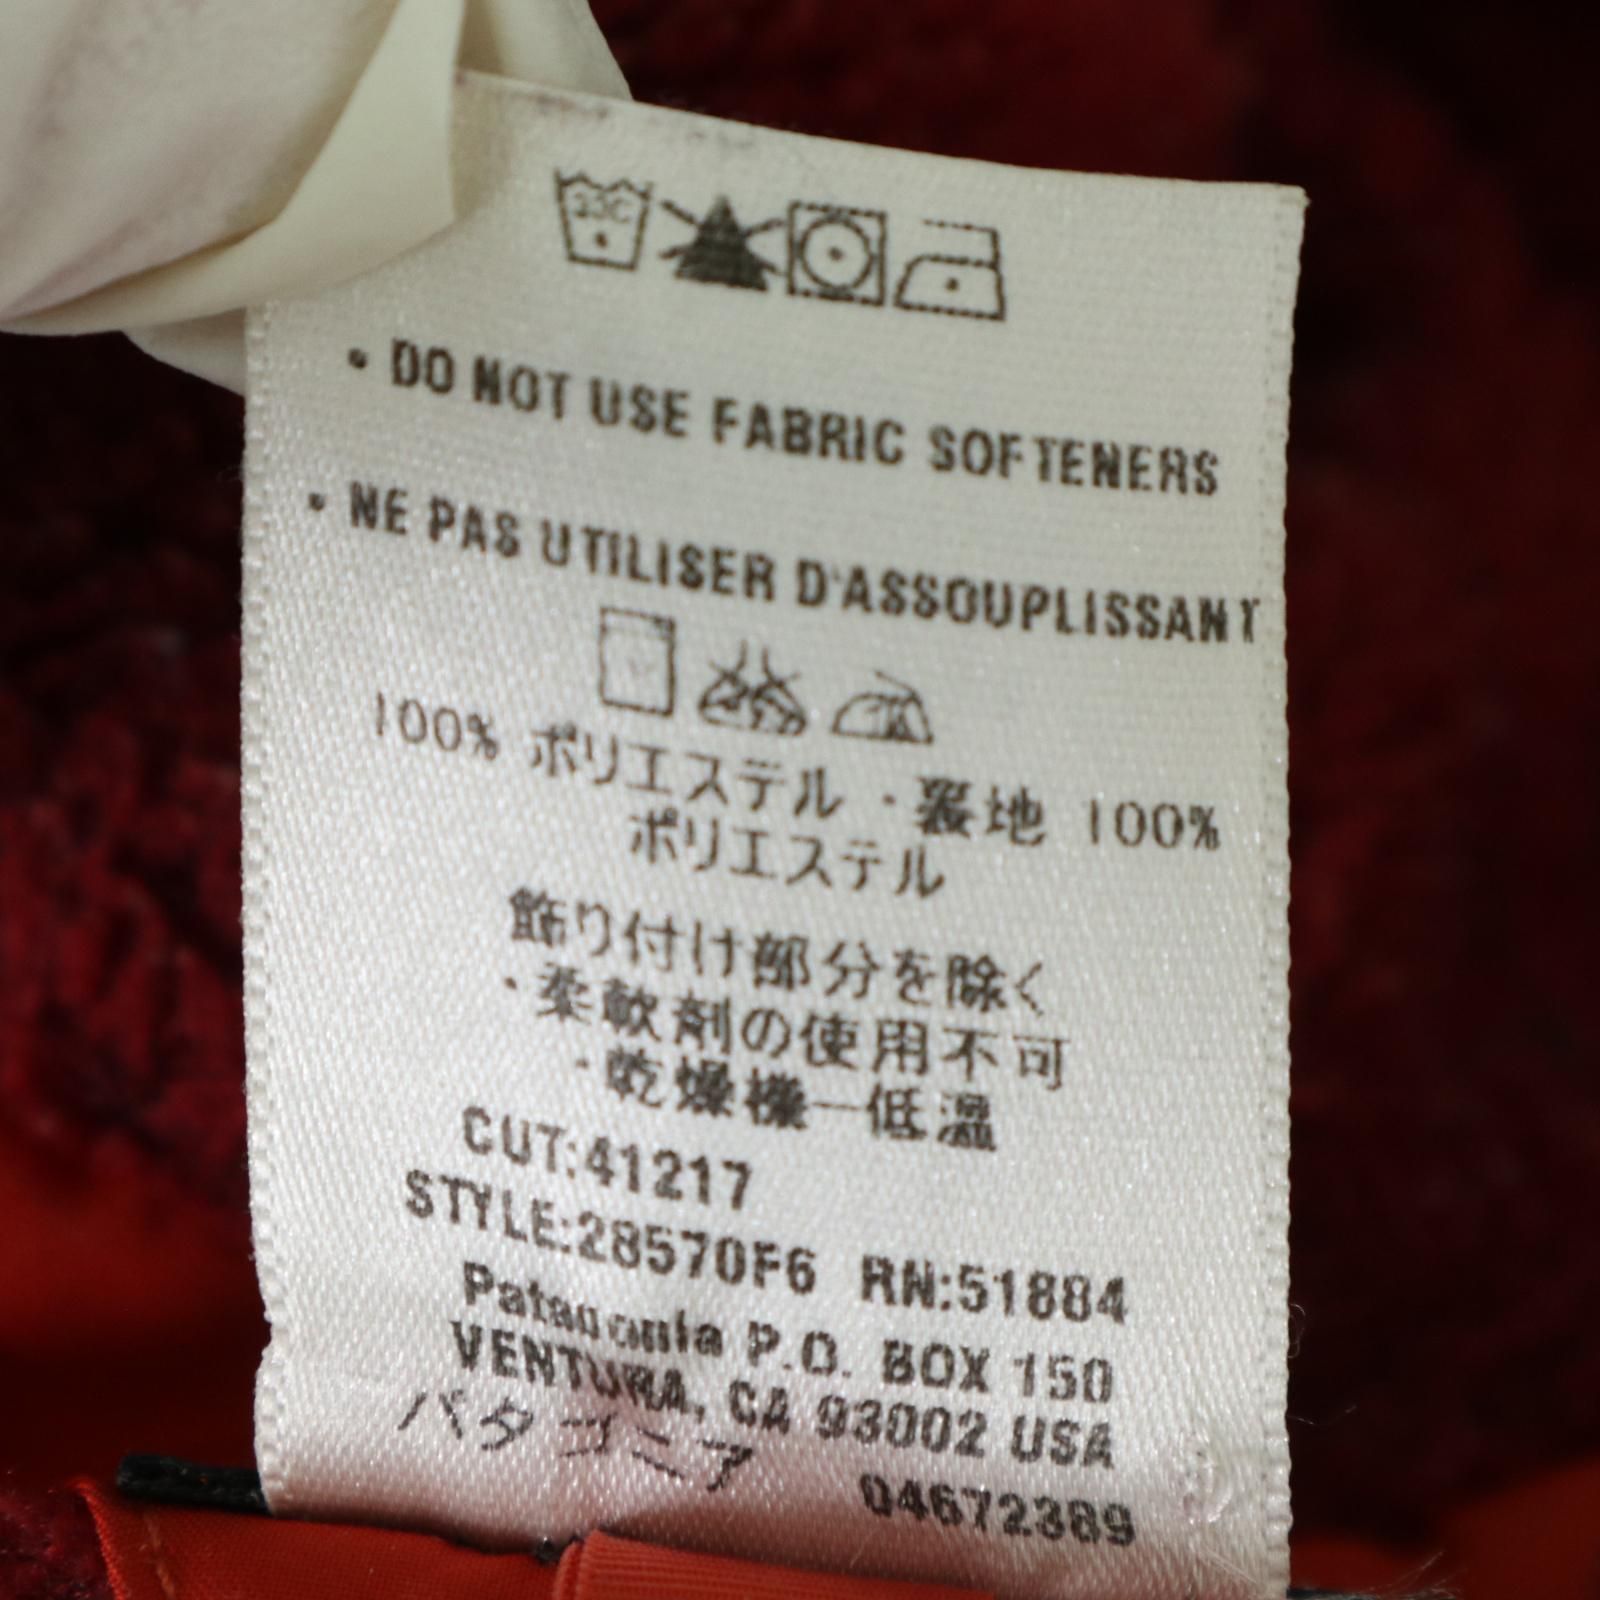 33C
• DO NOT USE FABRIC SOFTENERS
• NE PAS UTILISER D'ASSOUPLISSANT
100% ポリエステル・裏地 100%
ポリエステル
飾り付け部分を除く
・柔軟剤の使用不可
・乾燥機ー低温
CUT:41217
STYLE:28570F6 RN:51884
Patagonia P.O. BOX 150
VENTURA, CA 93002 USA
パタゴニア
04672389